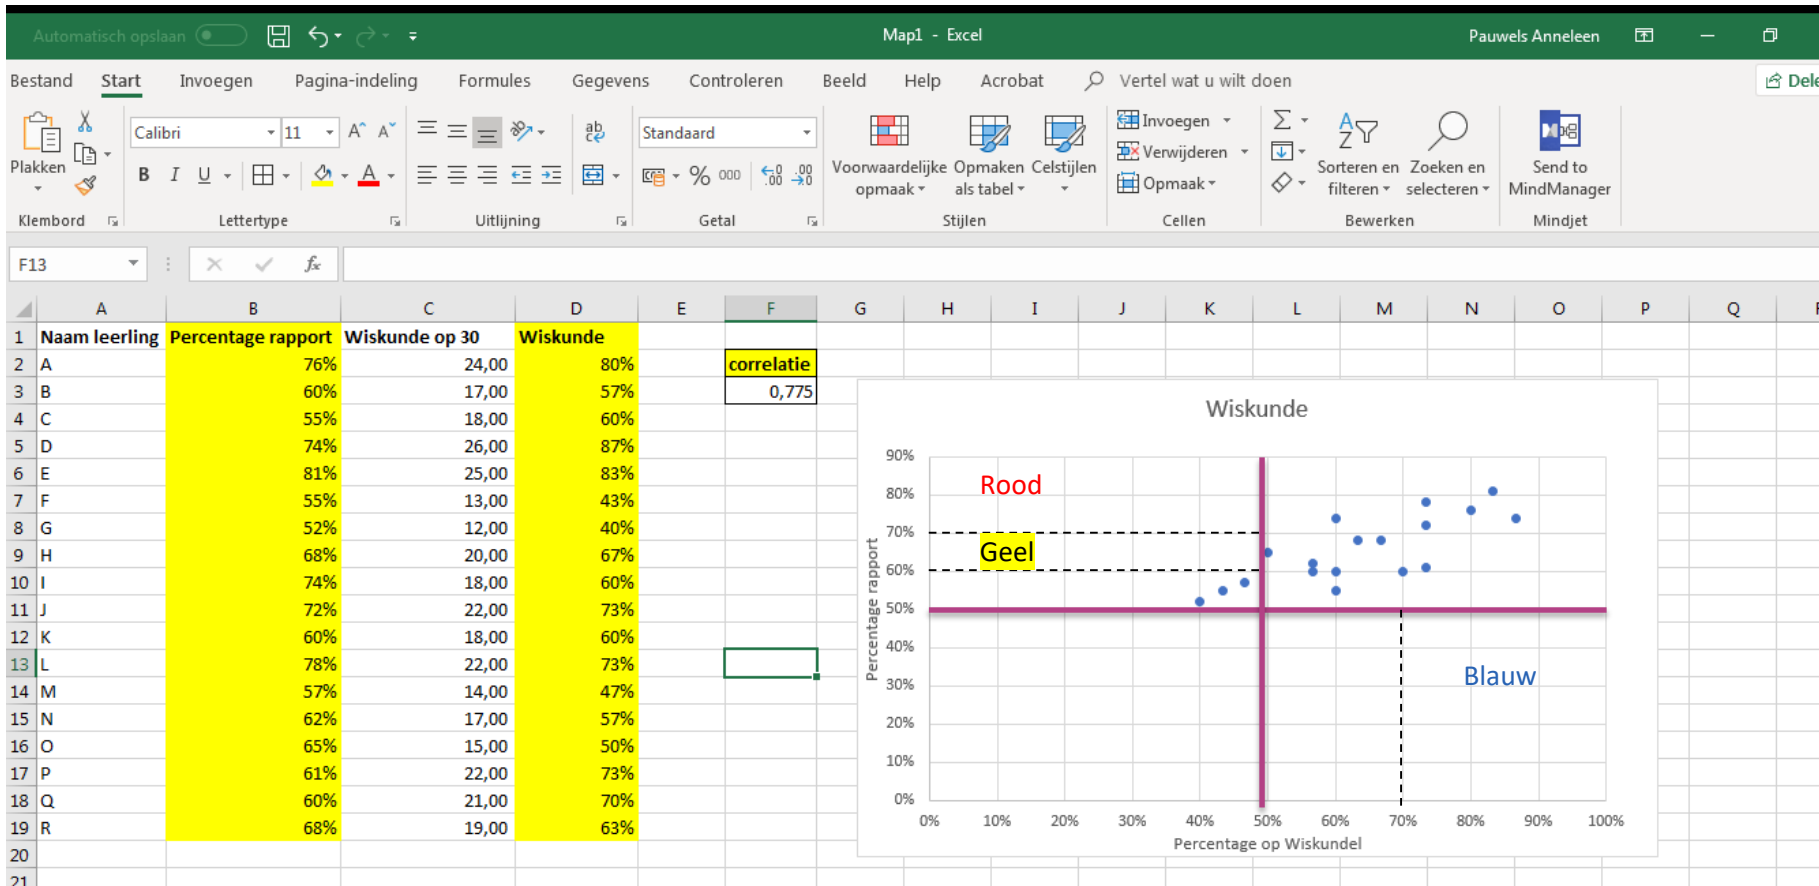 Automatisch opslaan
Map1 - Excel
Pauwels Anneleen
Bestand Start Invoegen Pagina-indeling Formules Gegevens Controleren Beeld Help Acrobat Vertel wat u wilt doen
Plakken
Calibri 11
B I U
ab
Standaard
% 000
Voorwaardelijke opmaak
Opmaken als tabel
Celstijlen
Invoegen
Verwijderen
Opmaak
Sorteren en filteren
Zoeken en selecteren
Send to MindManager
Klembord Lettertype Uitlijning Getal Stijlen Cellen Bewerken Mindjet
F13 fx
A B C D E F G H I J K L M N O P Q
1 Naam leerling Percentage rapport Wiskunde op 30 Wiskunde
2 A 76% 24,00 80% correlatie
3 B 60% 17,00 57% 0,775
4 C 55% 18,00 60%
5 D 74% 26,00 87%
6 E 81% 25,00 83%
7 F 55% 13,00 43%
8 G 52% 12,00 40%
9 H 68% 20,00 67%
10 I 74% 18,00 60%
11 J 72% 22,00 73%
12 K 60% 18,00 60%
13 L 78% 22,00 73%
14 M 57% 14,00 47%
15 N 62% 17,00 57%
16 O 65% 15,00 50%
17 P 61% 22,00 73%
18 Q 60% 21,00 70%
19 R 68% 19,00 63%
20
21
Wiskunde
90%
80%
70%
60%
50%
40%
30%
20%
10%
0%
Percentage rapport
Rood
Geel
Blauw
0% 10% 20% 30% 40% 50% 60% 70% 80% 90% 100%
Percentage op Wiskundel